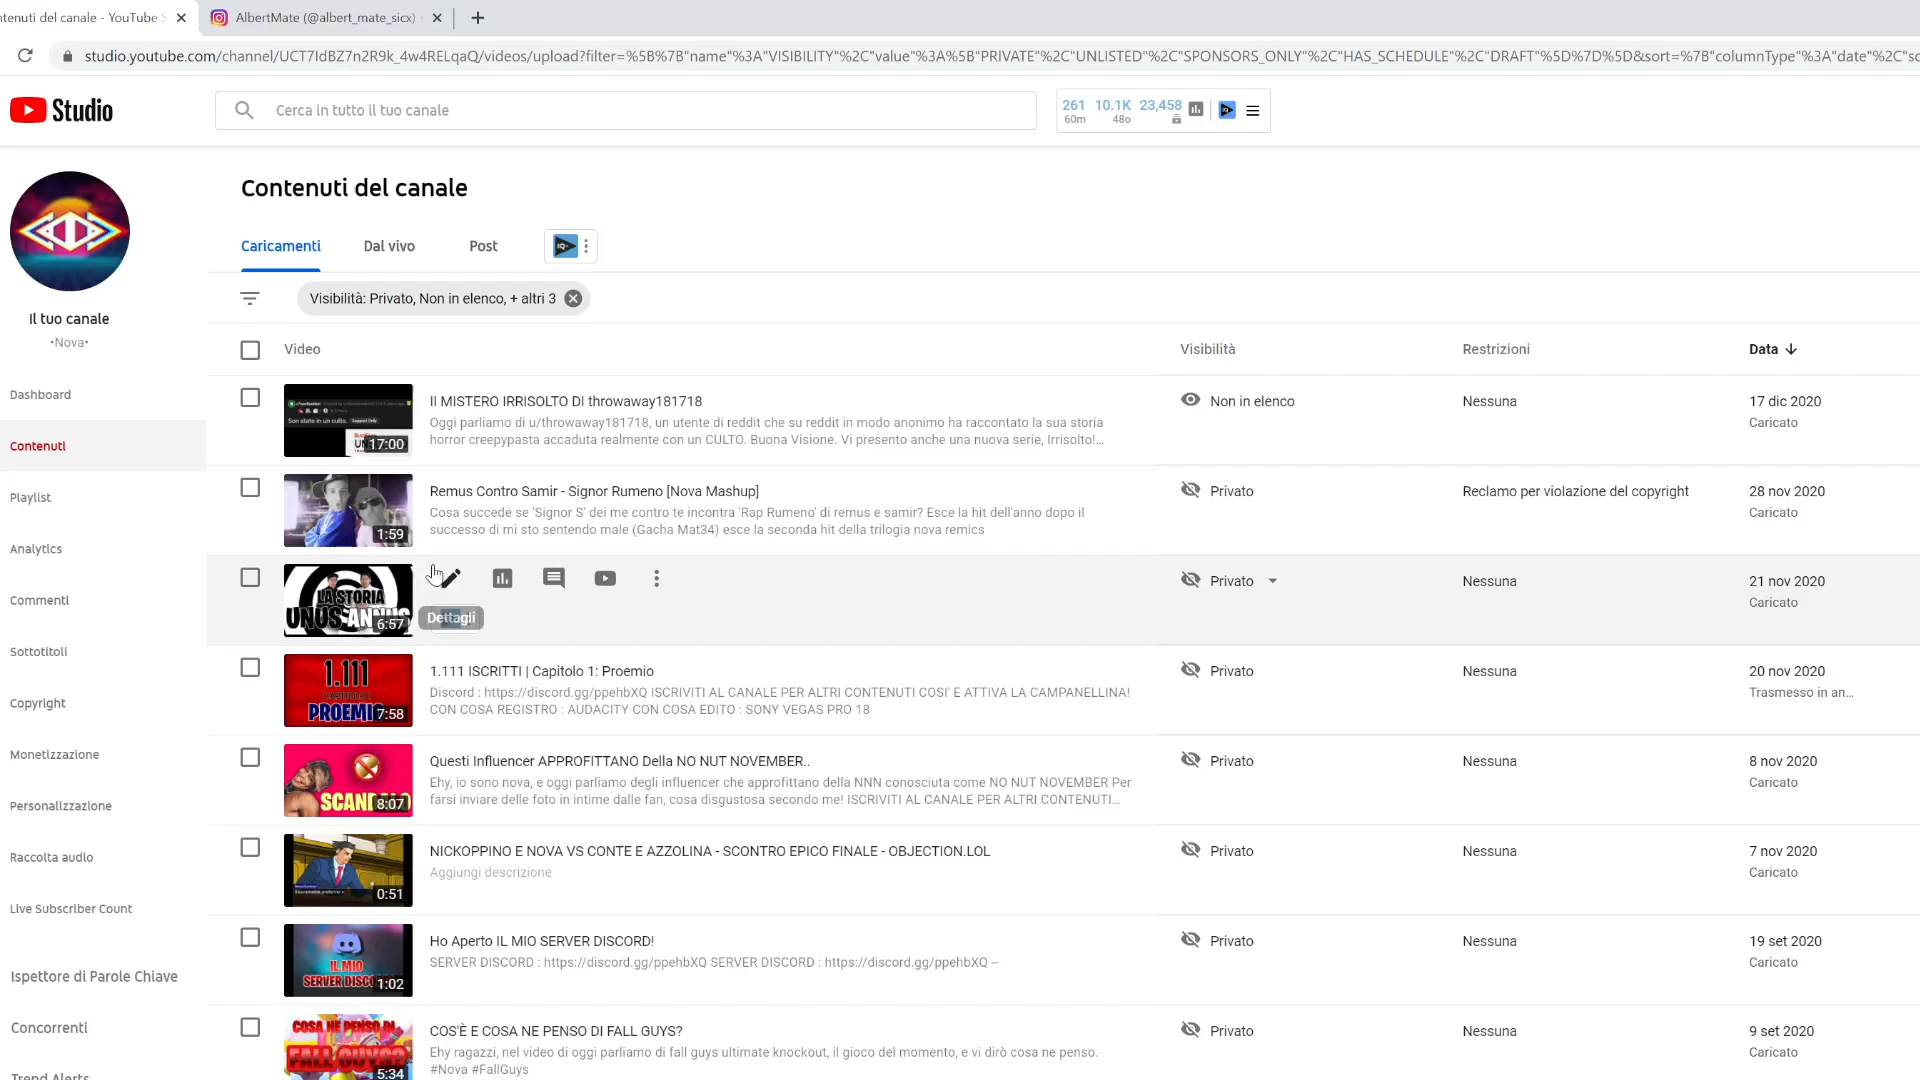 ntenuti del canale - YouTube S
AlbertMate (@albert_mate_sicx)
studio.youtube.com/channel/UCT7IdBZ7n2R9k_4w4RELqaQ/videos/upload?filter=%5B%7B"name"%3A"VISIBILITY"%2C"value"%3A%5B"PRIVATE"%2C"UNLISTED"%2C"SPONSORS_ONLY"%2C"HAS_SCHEDULE"%2C"DRAFT"%5D%7D%5D&sort=%7B"columnType"%3A"date"%2C"sc
Studio
Cerca in tutto il tuo canale
261 10.1K 23,458
60m 48o
IQ
Contenuti del canale
Caricamenti Dal vivo Post
IQ
Il tuo canale
•Nova•
Visibilità: Privato, Non in elenco, + altri 3
Video Visibilità Restrizioni Data
Dashboard
Contenuti
Playlist
Analytics
Commenti
Sottotitoli
Copyright
Monetizzazione
Personalizzazione
Raccolta audio
Live Subscriber Count
Ispettore di Parole Chiave
Concorrenti
Trend Alerts
Son stato in un culto.
17:00
Il MISTERO IRRISOLTO DI throwaway181718
Oggi parliamo di u/throwaway181718, un utente di reddit che su reddit in modo anonimo ha raccontato la sua storia
horror creepypasta accaduta realmente con un CULTO. Buona Visione. Vi presento anche una nuova serie, Irrisolto!...
Non in elenco
Nessuna
17 dic 2020
Caricato
1:59
Remus Contro Samir - Signor Rumeno [Nova Mashup]
Cosa succede se 'Signor S' dei me contro te incontra 'Rap Rumeno' di remus e samir? Esce la hit dell'anno dopo il
successo di mi sto sentendo male (Gacha Mat34) esce la seconda hit della trilogia nova remics
Privato
Reclamo per violazione del copyright
28 nov 2020
Caricato
LA STORIA
UNUS ANNUS
6:57
Dettagli
Privato
Nessuna
21 nov 2020
Caricato
1.111
PROEMIO
7:58
1.111 ISCRITTI | Capitolo 1: Proemio
Discord : https://discord.gg/ppehbXQ ISCRIVITI AL CANALE PER ALTRI CONTENUTI COSI' E ATTIVA LA CAMPANELLINA!
CON COSA REGISTRO : AUDACITY CON COSA EDITO : SONY VEGAS PRO 18
Privato
Nessuna
20 nov 2020
Trasmesso in an...
SCANDALO
8:07
Questi Influencer APPROFITTANO Della NO NUT NOVEMBER..
Ehy, io sono nova, e oggi parliamo degli influencer che approfittano della NNN conosciuta come NO NUT NOVEMBER Per
farsi inviare delle foto in intime dalle fan, cosa disgustosa secondo me! ISCRIVITI AL CANALE PER ALTRI CONTENUTI...
Privato
Nessuna
8 nov 2020
Caricato
0:51
NICKOPPINO E NOVA VS CONTE E AZZOLINA - SCONTRO EPICO FINALE - OBJECTION.LOL
Aggiungi descrizione
Privato
Nessuna
7 nov 2020
Caricato
IL MIO
SERVER DISCORD
1:02
Ho Aperto IL MIO SERVER DISCORD!
SERVER DISCORD : https://discord.gg/ppehbXQ SERVER DISCORD : https://discord.gg/ppehbXQ --
Privato
Nessuna
19 set 2020
Caricato
COSA NE PENSO DI..
FALL GUYS?
5:34
COS'È E COSA NE PENSO DI FALL GUYS?
Ehy ragazzi, nel video di oggi parliamo di fall guys ultimate knockout, il gioco del momento, e vi dirò cosa ne penso.
#Nova #FallGuys
Privato
Nessuna
9 set 2020
Caricato